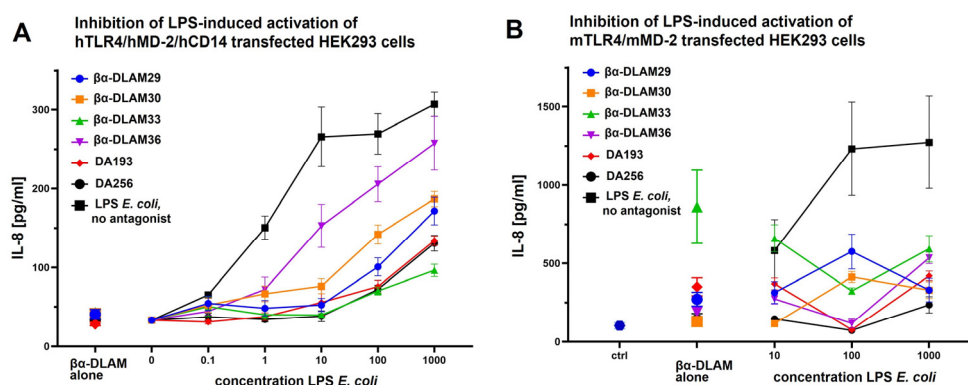 A
Inhibition of LPS-induced activation of
hTLR4/hMD-2/hCD14 transfected HEK293 cells
βα-DLAM29
βα-DLAM30
βα-DLAM33
βα-DLAM36
DA193
DA256
LPS E. coli,
no antagonist
IL-8 [pg/ml]
300
200
100
0
βα-DLAM
alone
0
0.1
1
10
100
1000
concentration LPS E. coli
B
Inhibition of LPS-induced activation of
mTLR4/mMD-2 transfected HEK293 cells
βα-DLAM29
βα-DLAM30
βα-DLAM33
βα-DLAM36
DA193
DA256
LPS E. coli,
no antagonist
IL-8 [pg/ml]
1500
1000
500
0
ctrl
βα-DLAM
alone
10
100
1000
concentration LPS E. coli